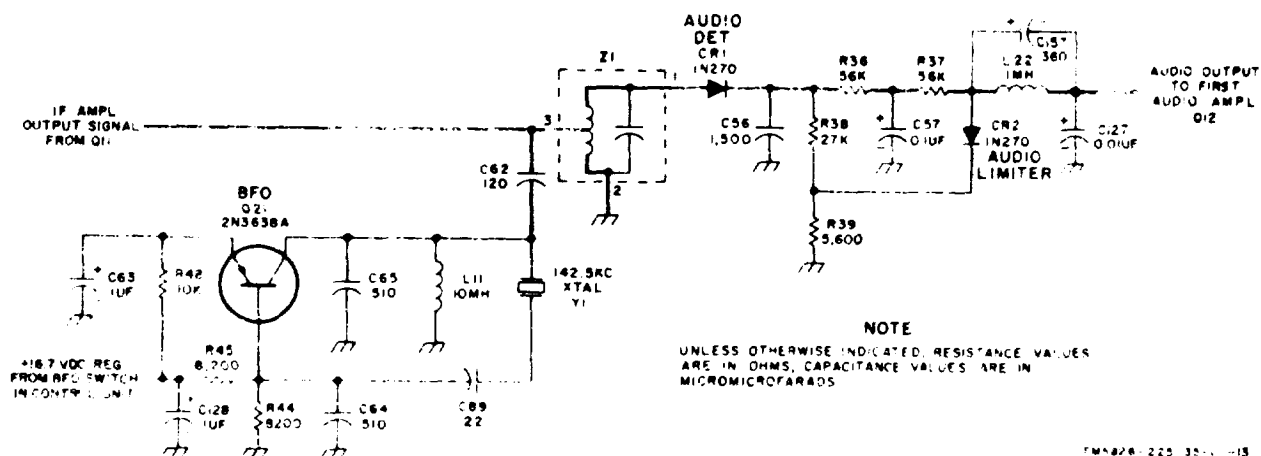 AUDIO
DET
CR1
1N270
Z1
1
3
2
IF AMPL
OUTPUT SIGNAL
FROM Q11
C62
120
C56
1,500
R38
27K
R36
56K
C57
0.1UF
R37
56K
C157
360
L22
1MH
CR2
1N270
AUDIO
LIMITER
C127
0.01UF
AUDIO OUTPUT
TO FIRST
AUDIO AMPL
Q12
R39
5,600
BFO
2N3638A
C63
1UF
R42
10K
C65
510
L11
10MH
142.5KC
XTAL
Y1
+16.7 VDC REG
FROM BFO SWITCH
IN CONTROL UNIT
R45
8,200
C128
1UF
R44
8200
C64
510
C89
22
NOTE
UNLESS OTHERWISE INDICATED, RESISTANCE VALUES
ARE IN OHMS, CAPACITANCE VALUES ARE IN
MICROMICROFARADS